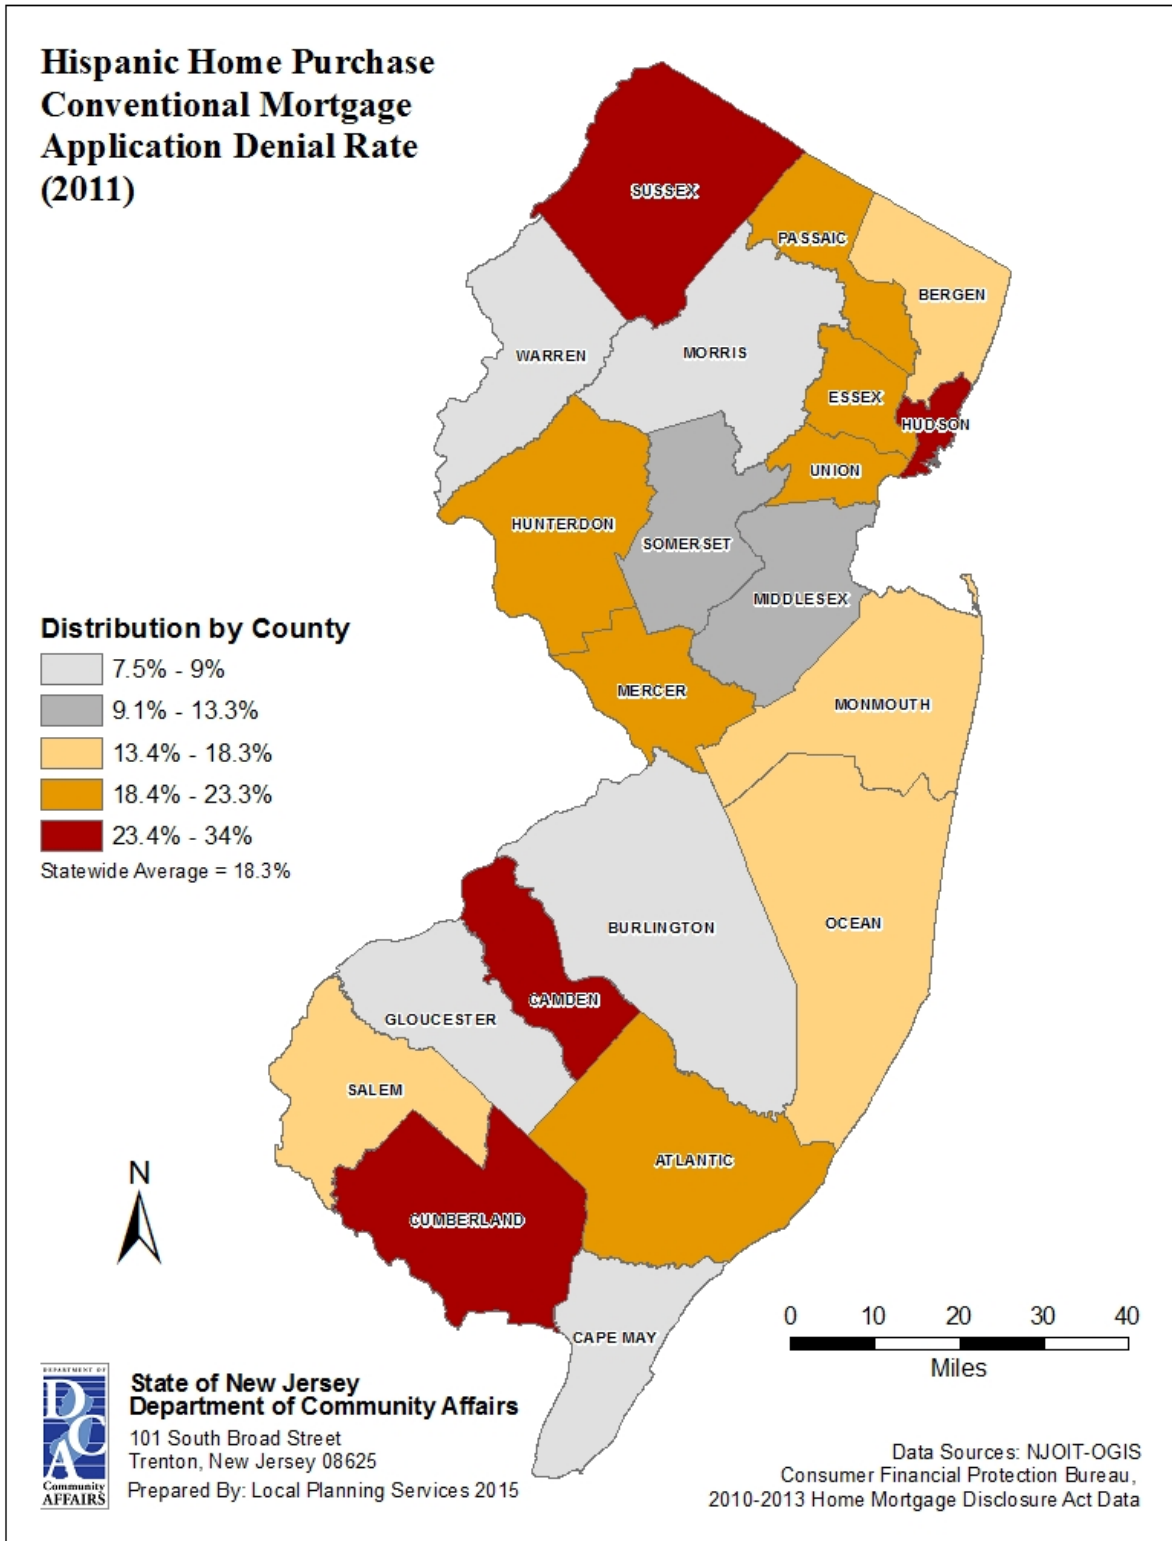 Hispanic Home Purchase
Conventional Mortgage
Application Denial Rate
(2011)
SUSSEX
PASSAIC
BERGEN
WARREN
MORRIS
ESSEX
HUDSON
UNION
HUNTERDON
SOMERSET
MIDDLESEX
Distribution by County
7.5% - 9%
9.1% - 13.3%
13.4% - 18.3%
18.4% - 23.3%
23.4% - 34%
Statewide Average = 18.3%
MERCER
MONMOUTH
BURLINGTON
OCEAN
CAMDEN
GLOUCESTER
SALEM
ATLANTIC
CUMBERLAND
CAPE MAY
N
0 10 20 30 40
Miles
DEPARTMENT OF
DCA
Community
AFFAIRS
State of New Jersey
Department of Community Affairs
101 South Broad Street
Trenton, New Jersey 08625
Prepared By: Local Planning Services 2015
Data Sources: NJOIT-OGIS
Consumer Financial Protection Bureau,
2010-2013 Home Mortgage Disclosure Act Data